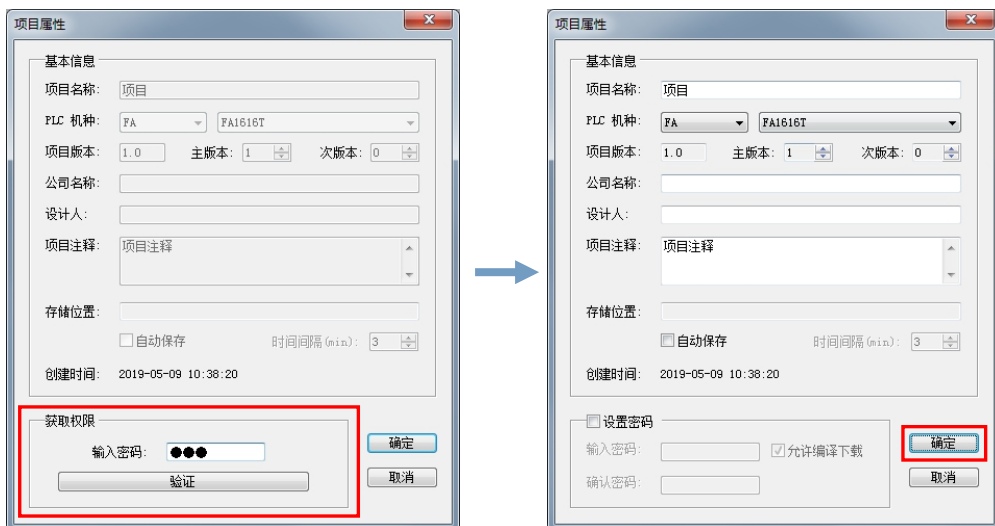 项目属性
基本信息
项目名称: 项目
PLC 机种: FA FA1616T
项目版本: 1.0 主版本: 1 次版本: 0
公司名称:
设计人:
项目注释: 项目注释
存储位置:
自动保存 时间间隔(min): 3
创建时间: 2019-05-09 10:38:20
获取权限
输入密码: ●●●
验证
确定
取消
项目属性
基本信息
项目名称: 项目
PLC 机种: FA FA1616T
项目版本: 1.0 主版本: 1 次版本: 0
公司名称:
设计人:
项目注释: 项目注释
存储位置:
自动保存 时间间隔(min): 3
创建时间: 2019-05-09 10:38:20
设置密码
输入密码: 允许编译下载
确认密码:
确定
取消